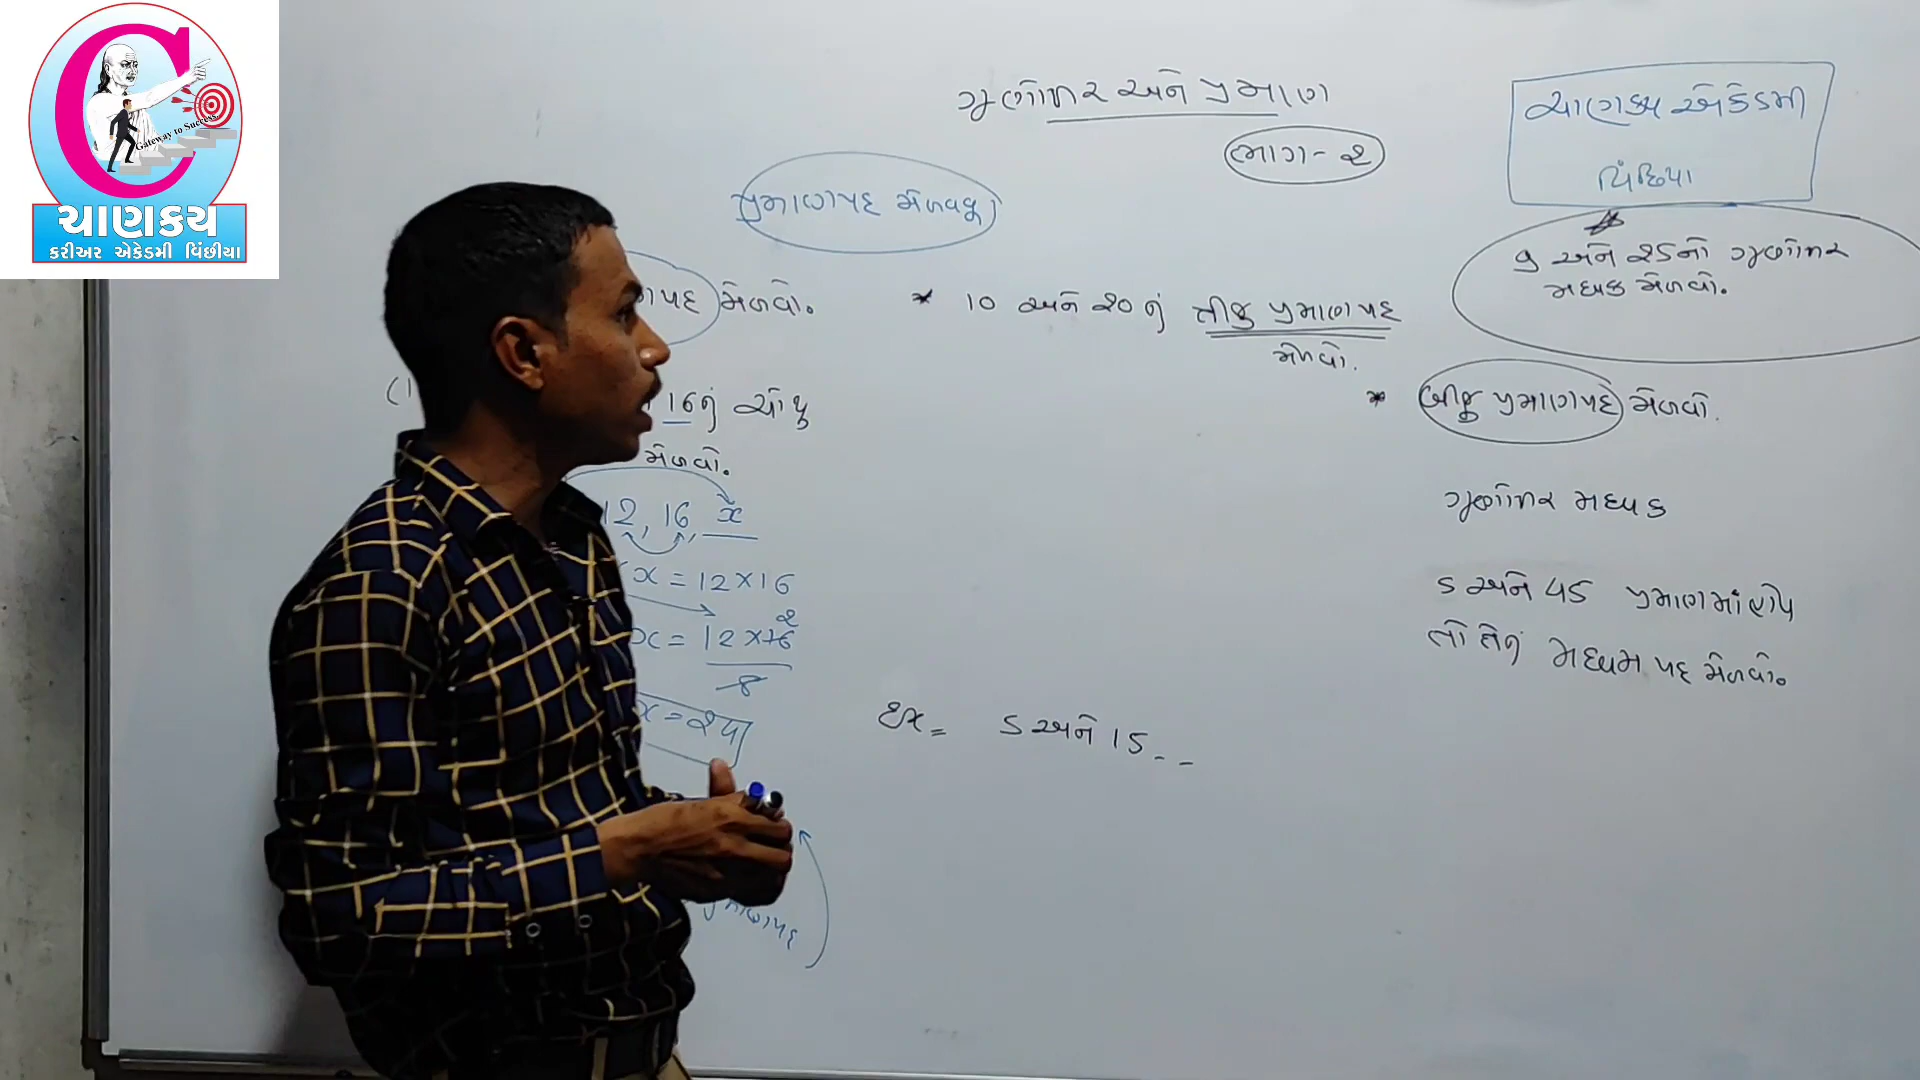 Gateway to Success
ચાણક્ય
કરીઅર એકેડમી વિંછીયા
ગુણોત્તર અને પ્રમાણ
ભાગ - ૨
ચાણક્ય એકેડમી
વિંછિયા
પ્રમાણપદ મેળવવુ
૯ અને ૨૫નો ગુણોત્તર
મધ્યક મેળવો.
મેળવો.
* 10 અને ૨૦નું ત્રીજુ પ્રમાણપદ
મેળવો.
* બીજુ પ્રમાણપદ મેળવો.
(1
16નું ચોથુ
મેળવો.
12, 16, x
x = 12 × 16
x = 12 × 16
૨
8
x = ૨૪
ગુણોત્તર મધ્યક
5 અને 45 પ્રમાણમાં હોય
તો તેનું મધ્યમ પદ મેળવો.
Ex = 5 અને 15 _ _